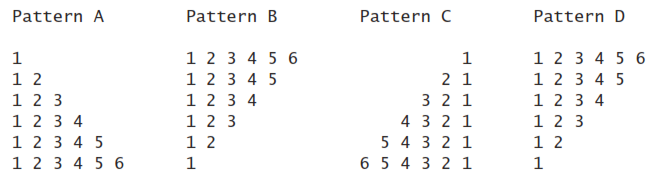 Pattern A        Pattern B        Pattern C        Pattern D
1                1 2 3 4 5 6                1      1 2 3 4 5 6
1 2              1 2 3 4 5                2 1      1 2 3 4 5
1 2 3            1 2 3 4                3 2 1      1 2 3 4
1 2 3 4          1 2 3                4 3 2 1      1 2 3
1 2 3 4 5        1 2                5 4 3 2 1      1 2
1 2 3 4 5 6      1                6 5 4 3 2 1      1